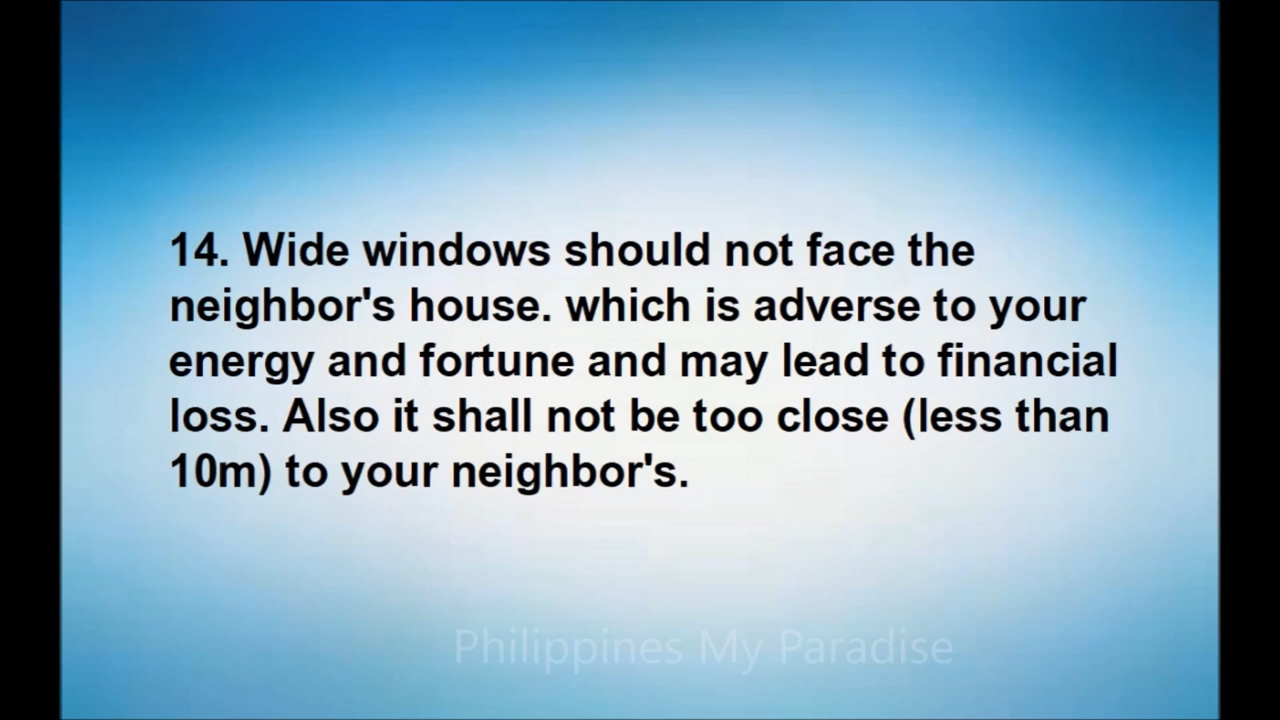 14. Wide windows should not face the
neighbor's house. which is adverse to your
energy and fortune and may lead to financial
loss. Also it shall not be too close (less than
10m) to your neighbor's.
Philippines My Paradise